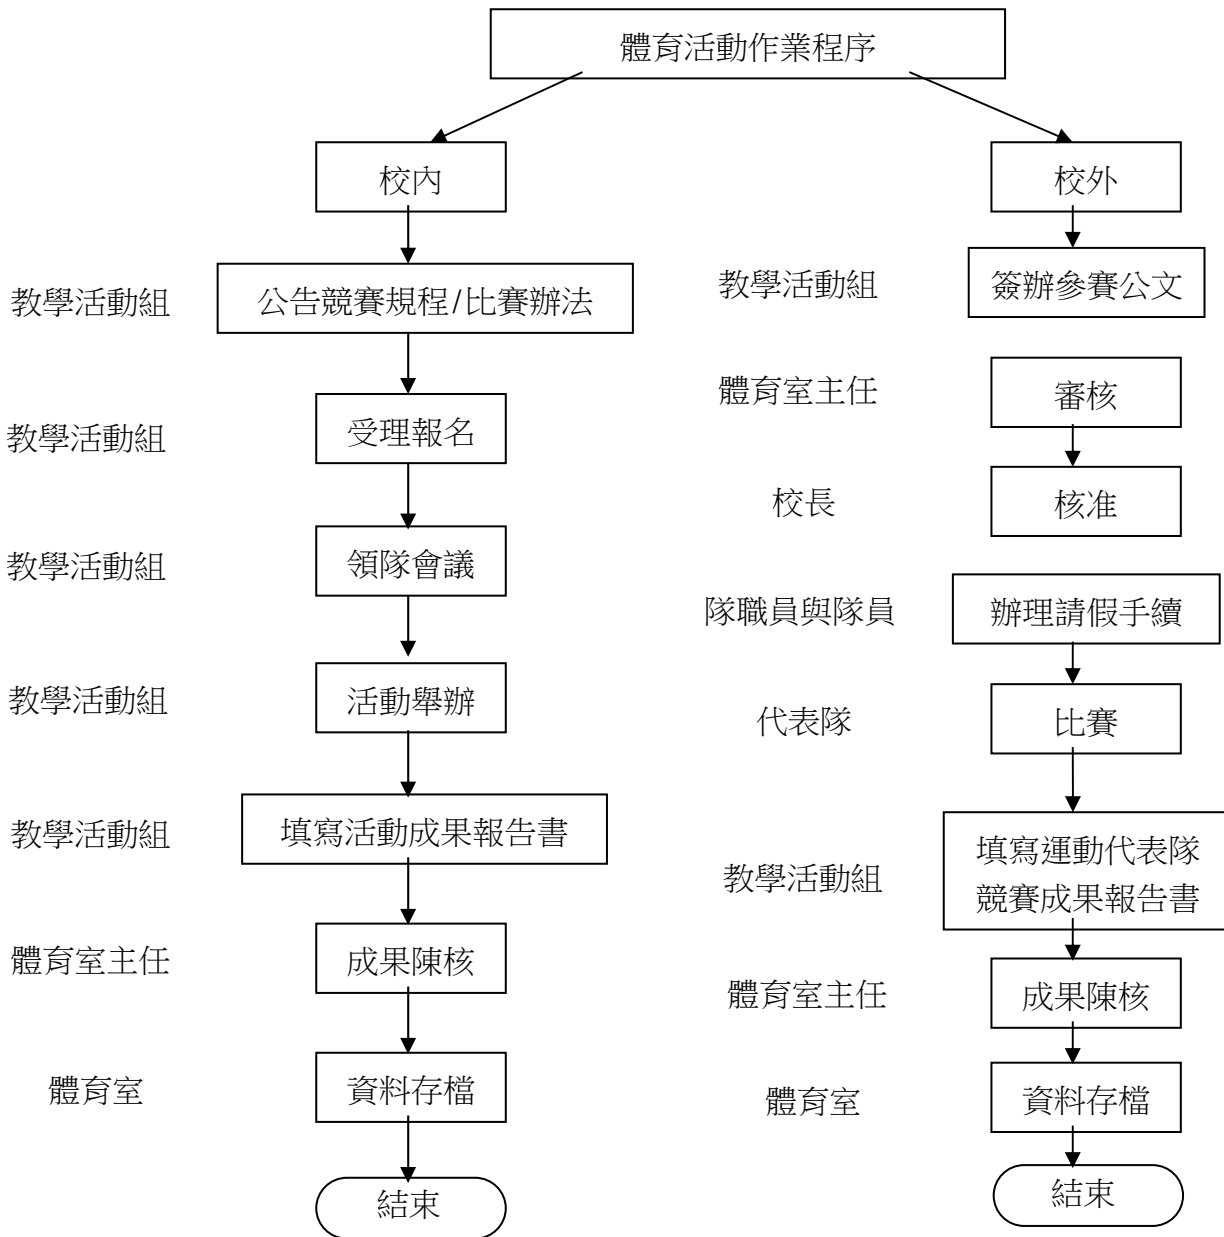 體育活動作業程序
校內
教學活動組
公告競賽規程/比賽辦法
教學活動組
受理報名
教學活動組
領隊會議
教學活動組
活動舉辦
教學活動組
填寫活動成果報告書
體育室主任
成果陳核
體育室
資料存檔
結束
校外
教學活動組
簽辦參賽公文
體育室主任
審核
校長
核准
隊職員與隊員
辦理請假手續
代表隊
比賽
教學活動組
填寫運動代表隊
競賽成果報告書
體育室主任
成果陳核
體育室
資料存檔
結束